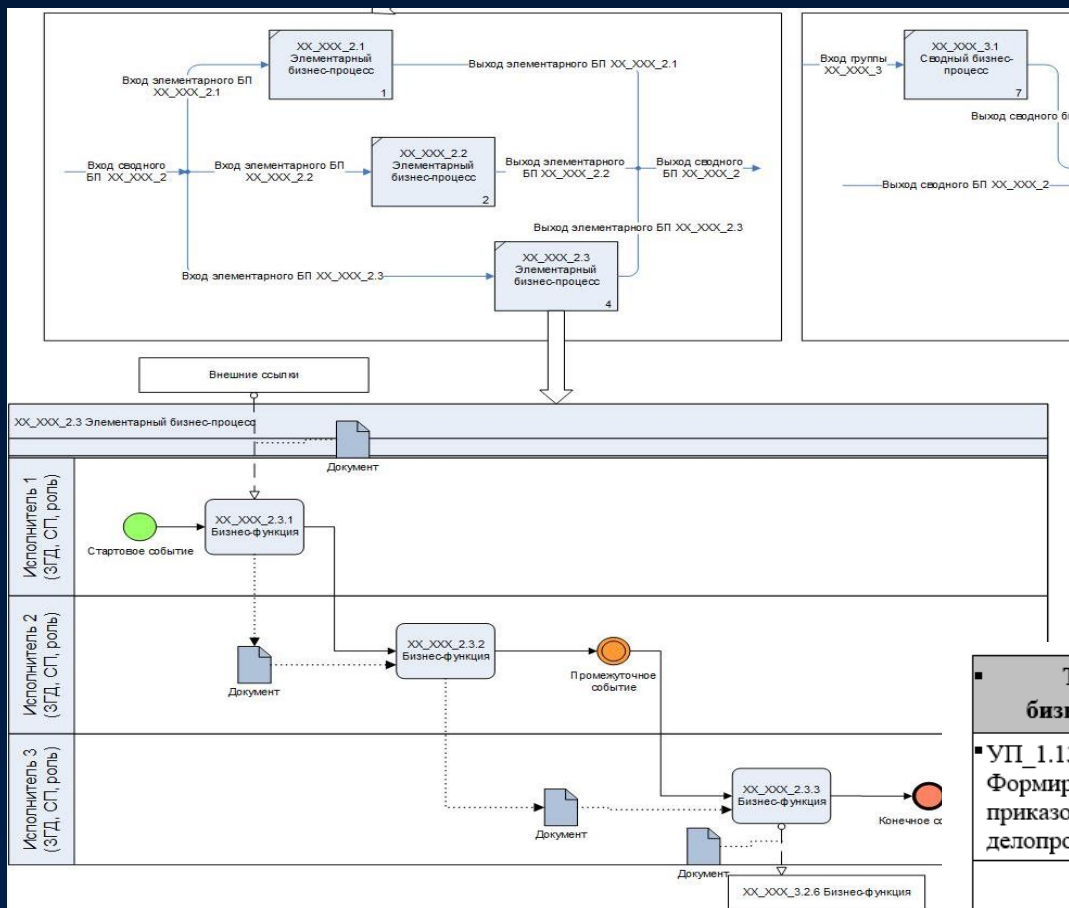 XX_XXX_2.1
Элементарный
бизнес-процесс
1
Вход элементарного БП
XX_XXX_2.1
Выход элементарного БП XX_XXX_2.1
Вход сводного
БП XX_XXX_2
Вход элементарного БП
XX_XXX_2.2
XX_XXX_2.2
Элементарный
бизнес-процесс
2
Выход элементарного
БП XX_XXX_2.2
Выход сводного
БП XX_XXX_2
Выход элементарного БП XX_XXX_2.3
Вход элементарного БП XX_XXX_2.3
XX_XXX_2.3
Элементарный
бизнес-процесс
4
Вход группы
XX_XXX_3
XX_XXX_3.1
Сводный бизнес-
процесс
7
Выход сводного
Выход сводного БП XX_XXX_2
Внешние ссылки
XX_XXX_2.3 Элементарный бизнес-процесс
Документ
Исполнитель 1
(ЗГД, СП, роль)
Стартовое событие
XX_XXX_2.3.1
Бизнес-функция
Исполнитель 2
(ЗГД, СП, роль)
Документ
XX_XXX_2.3.2
Бизнес-функция
Промежуточное
событие
Исполнитель 3
(ЗГД, СП, роль)
Документ
XX_XXX_2.3.3
Бизнес-функция
Конечное
Документ
XX_XXX_3.2.6 Бизнес-функция
УП_1.1